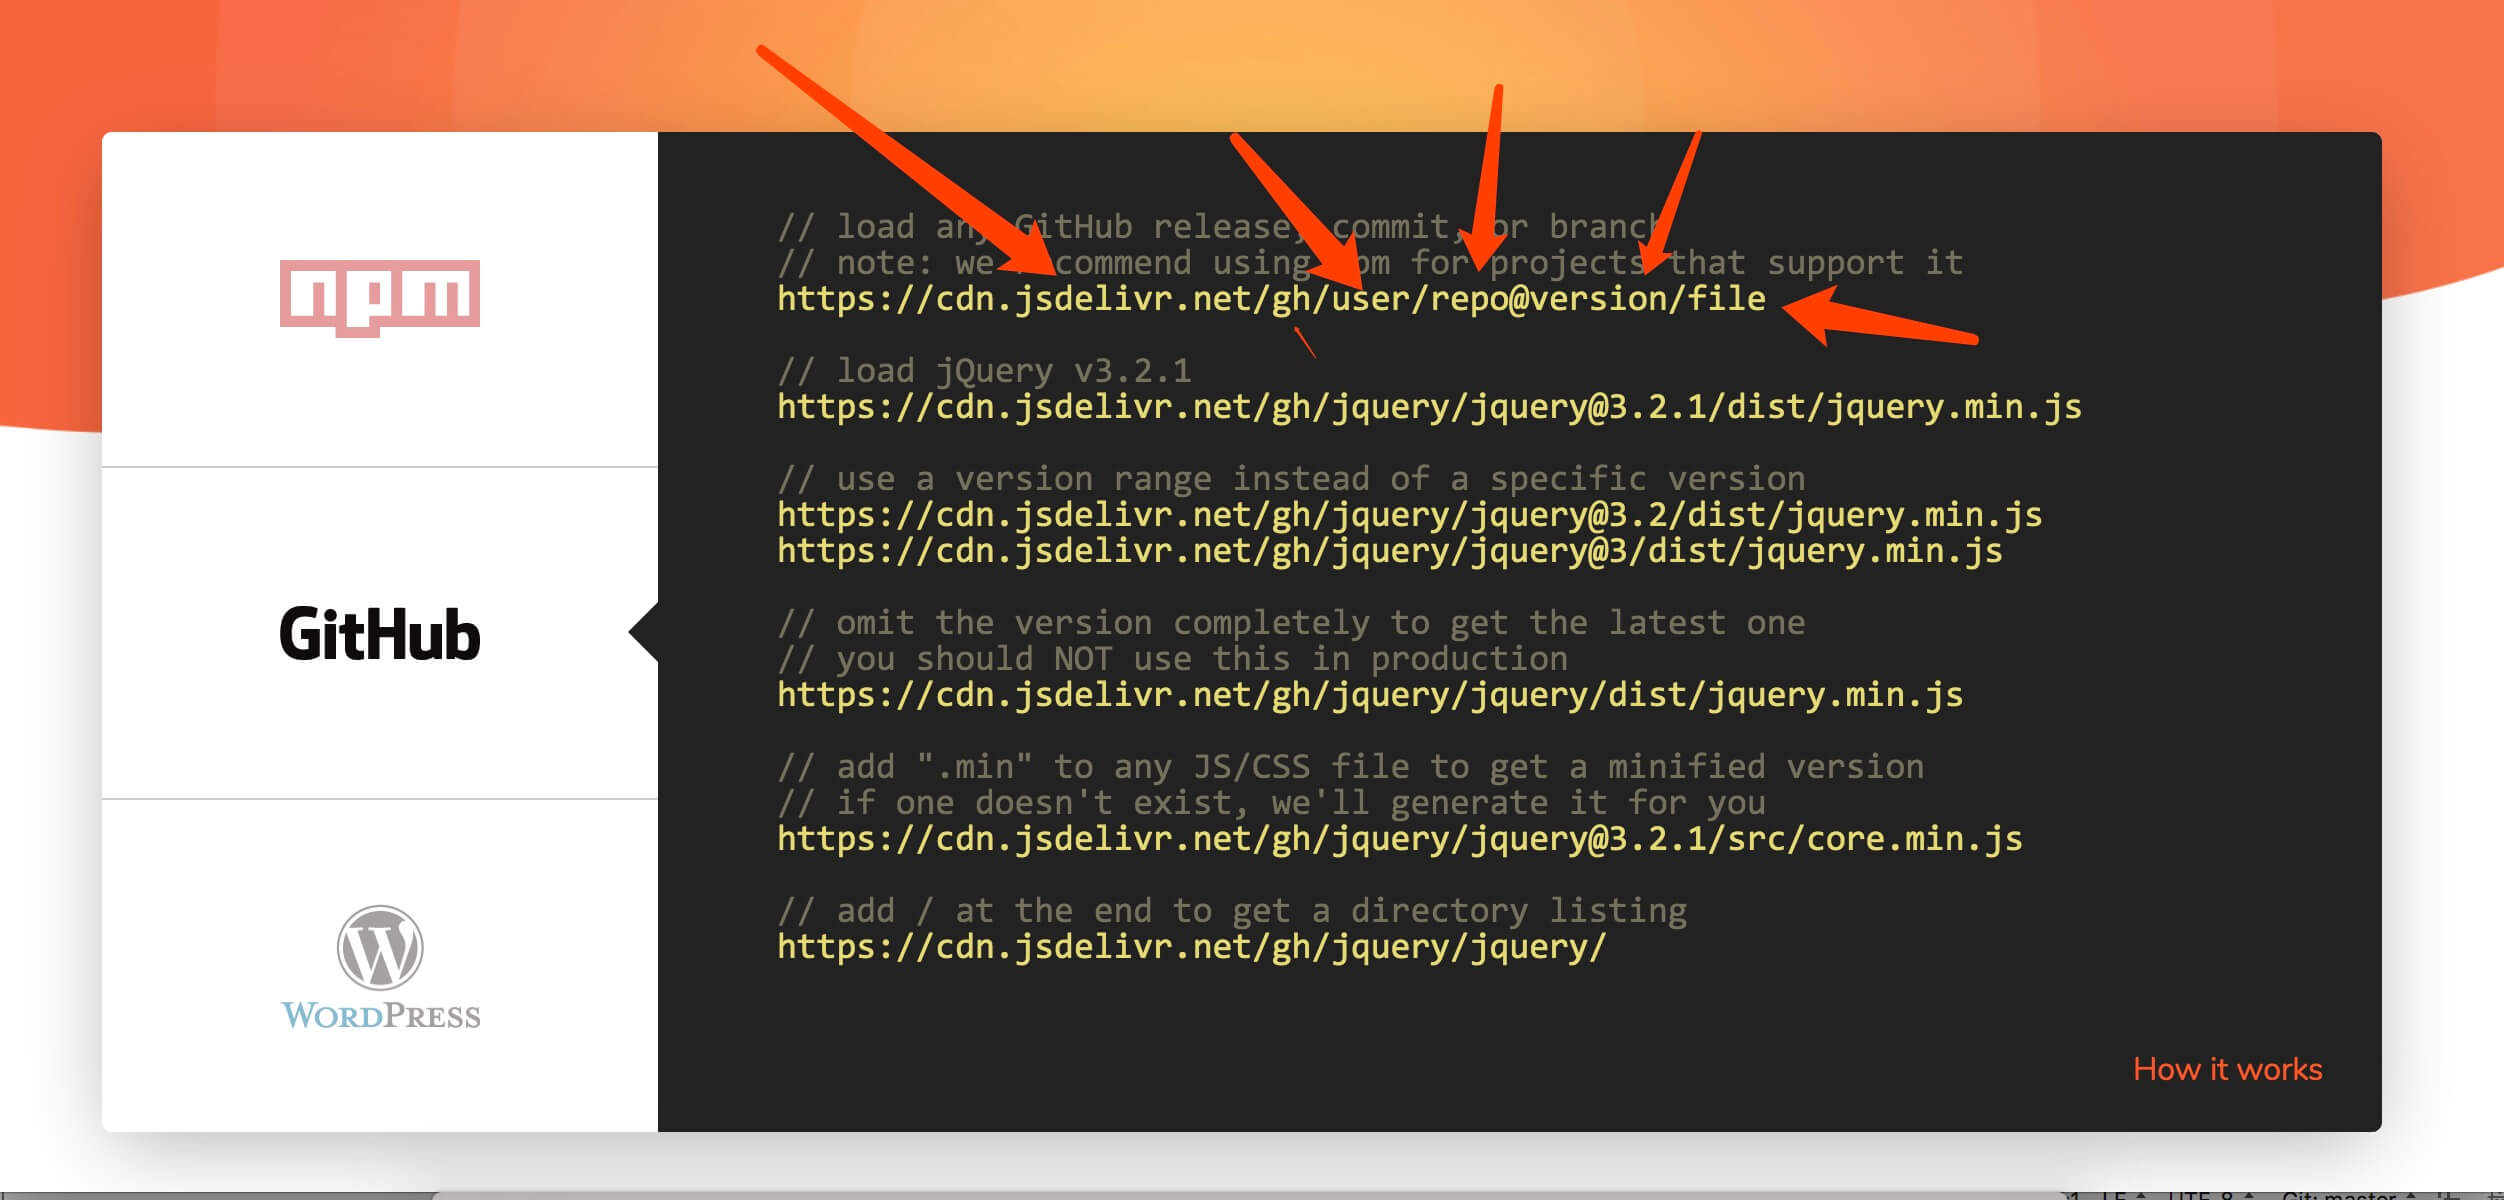 npm
GitHub
WORDPRESS
// load any GitHub release, commit, or branch
// note: we recommend using npm for projects that support it
https://cdn.jsdelivr.net/gh/user/repo@version/file
// load jQuery v3.2.1
https://cdn.jsdelivr.net/gh/jquery/jquery@3.2.1/dist/jquery.min.js
// use a version range instead of a specific version
https://cdn.jsdelivr.net/gh/jquery/jquery@3.2/dist/jquery.min.js
https://cdn.jsdelivr.net/gh/jquery/jquery@3/dist/jquery.min.js
// omit the version completely to get the latest one
// you should NOT use this in production
https://cdn.jsdelivr.net/gh/jquery/jquery/dist/jquery.min.js
// add ".min" to any JS/CSS file to get a minified version
// if one doesn't exist, we'll generate it for you
https://cdn.jsdelivr.net/gh/jquery/jquery@3.2.1/src/core.min.js
// add / at the end to get a directory listing
https://cdn.jsdelivr.net/gh/jquery/jquery/
How it works
LF UTF-8 Git: master